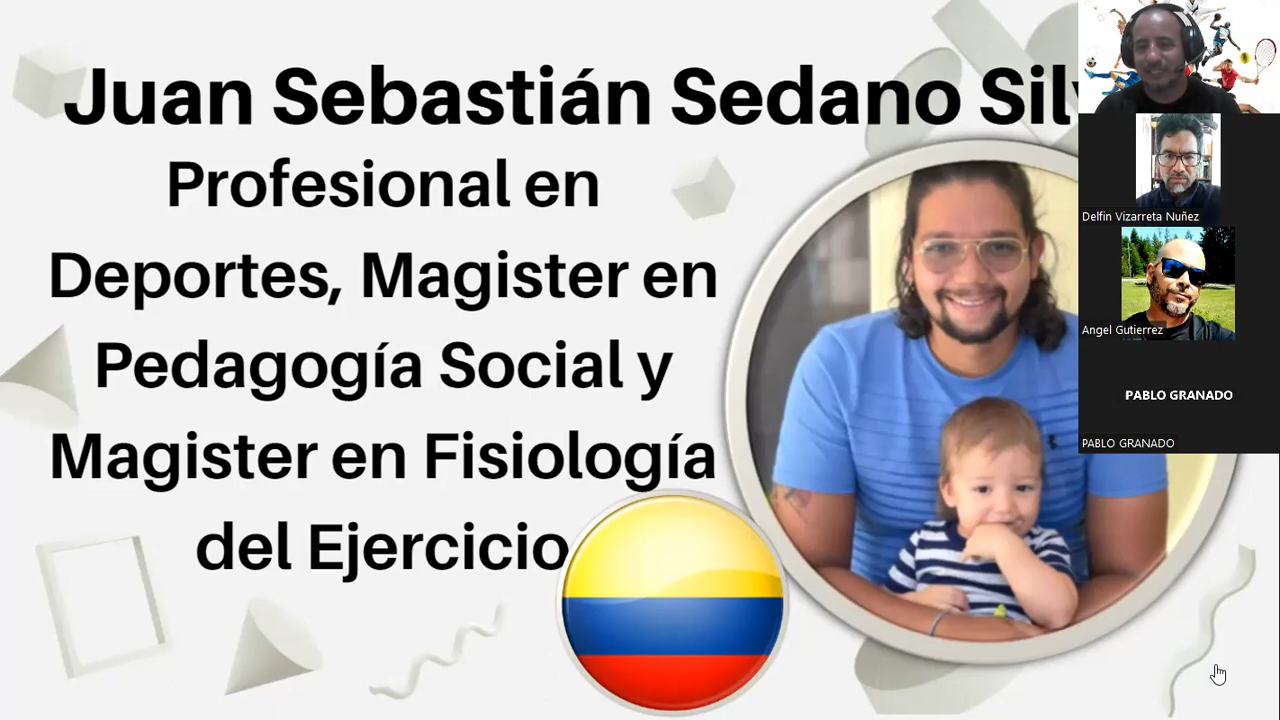 Juan Sebastián Sedano
Profesional en
Deportes, Magister en
Pedagogía Social y
Magister en Fisiología
del Ejercicio
Delfin Vizarreta Nuñez
Angel Gutierrez
PABLO GRANADO
PABLO GRANADO